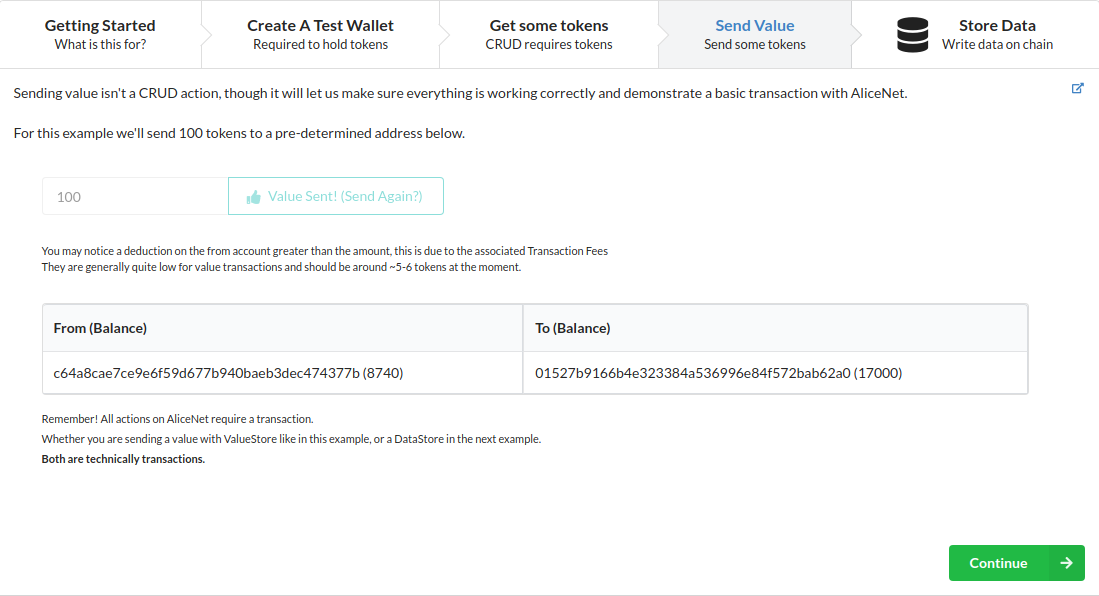 Getting Started
What is this for?
Create A Test Wallet
Required to hold tokens
Get some tokens
CRUD requires tokens
Send Value
Send some tokens
Store Data
Write data on chain
Sending value isn't a CRUD action, though it will let us make sure everything is working correctly and demonstrate a basic transaction with AliceNet.
For this example we'll send 100 tokens to a pre-determined address below.
100
Value Sent! (Send Again?)
You may notice a deduction on the from account greater than the amount, this is due to the associated Transaction Fees
They are generally quite low for value transactions and should be around ~5-6 tokens at the moment.
From (Balance)
To (Balance)
c64a8cae7ce9e6f59d677b940baeb3dec474377b (8740)
01527b9166b4e323384a536996e84f572bab62a0 (17000)
Remember! All actions on AliceNet require a transaction.
Whether you are sending a value with ValueStore like in this example, or a DataStore in the next example.
Both are technically transactions.
Continue